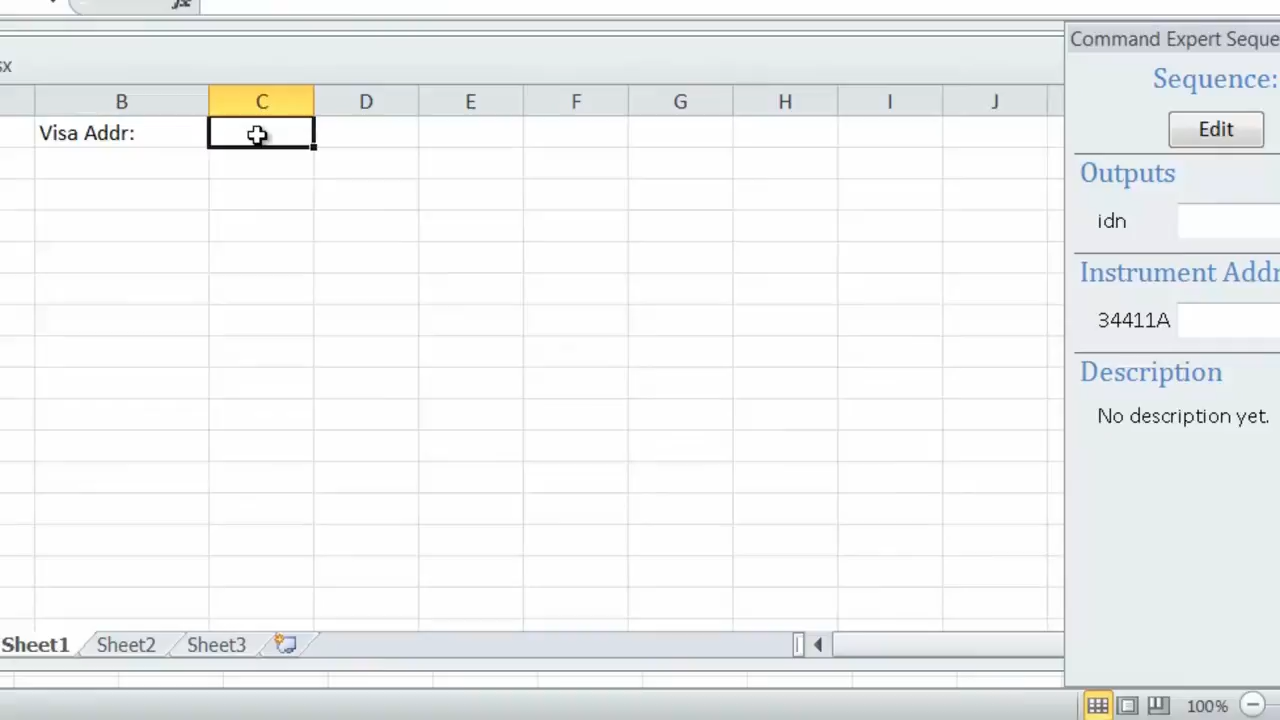 fx
sx
Command Expert Seque
Sequence:
B C D E F G H I J
Visa Addr:
Edit
Outputs
idn
Instrument Addr
34411A
Description
No description yet.
Sheet1 Sheet2 Sheet3
100%